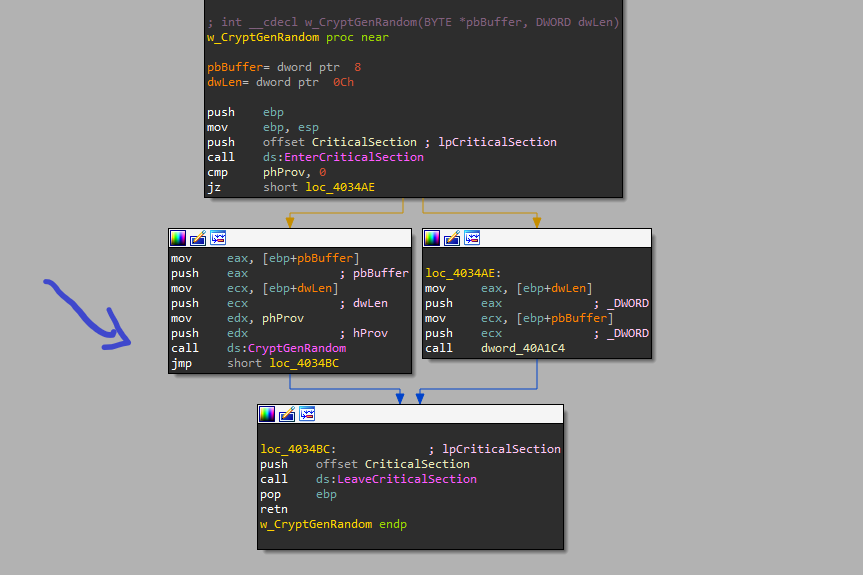 ; int __cdecl w_CryptGenRandom(BYTE *pbBuffer, DWORD dwLen)
w_CryptGenRandom proc near
pbBuffer= dword ptr  8
dwLen= dword ptr  0Ch
push    ebp
mov     ebp, esp
push    offset CriticalSection ; lpCriticalSection
call    ds:EnterCriticalSection
cmp     phProv, 0
jz      short loc_4034AE
mov     eax, [ebp+pbBuffer]
push    eax             ; pbBuffer
mov     ecx, [ebp+dwLen]
push    ecx             ; dwLen
mov     edx, phProv
push    edx             ; hProv
call    ds:CryptGenRandom
jmp     short loc_4034BC
loc_4034AE:
mov     eax, [ebp+dwLen]
push    eax             ; _DWORD
mov     ecx, [ebp+pbBuffer]
push    ecx             ; _DWORD
call    dword_40A1C4
loc_4034BC:             ; lpCriticalSection
push    offset CriticalSection
call    ds:LeaveCriticalSection
pop     ebp
retn
w_CryptGenRandom endp